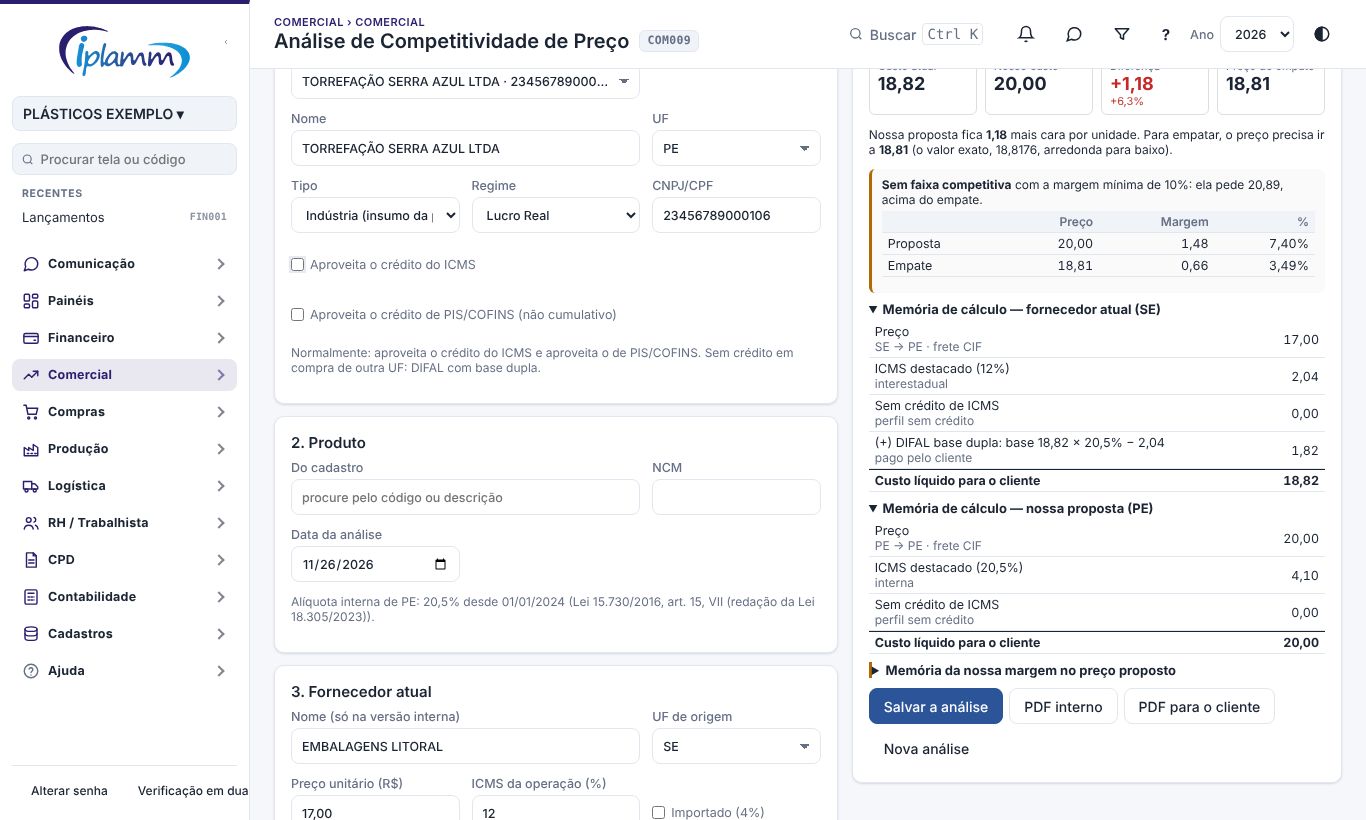 iplamm
‹
PLÁSTICOS EXEMPLO ▾
Procurar tela ou código
RECENTES
Lançamentos FIN001
Comunicação
Painéis
Financeiro
Comercial
Compras
Produção
Logística
RH / Trabalhista
CPD
Contabilidade
Cadastros
Ajuda
Alterar senha Verificação em dua
COMERCIAL › COMERCIAL
Análise de Competitividade de Preço COM009
Buscar Ctrl K ? Ano 2026
TORREFAÇÃO SERRA AZUL LTDA · 23456789000...
Nome UF
TORREFAÇÃO SERRA AZUL LTDA PE
Tipo Regime CNPJ/CPF
Indústria (insumo da Lucro Real 23456789000106
Aproveita o crédito do ICMS
Aproveita o crédito de PIS/COFINS (não cumulativo)
Normalmente: aproveita o crédito do ICMS e aproveita o de PIS/COFINS. Sem crédito em
compra de outra UF: DIFAL com base dupla.
2. Produto
Do cadastro NCM
procure pelo código ou descrição
Data da análise
11/26/2026
Alíquota interna de PE: 20,5% desde 01/01/2024 (Lei 15.730/2016, art. 15, VII (redação da Lei
18.305/2023)).
3. Fornecedor atual
Nome (só na versão interna) UF de origem
EMBALAGENS LITORAL SE
Preço unitário (R$) ICMS da operação (%)
17,00 12 Importado (4%)
18,82 20,00 +1,18 18,81
+6,3%
Nossa proposta fica 1,18 mais cara por unidade. Para empatar, o preço precisa ir
a 18,81 (o valor exato, 18,8176, arredonda para baixo).
Sem faixa competitiva com a margem mínima de 10%: ela pede 20,89,
acima do empate.
Preço Margem %
Proposta 20,00 1,48 7,40%
Empate 18,81 0,66 3,49%
▼ Memória de cálculo — fornecedor atual (SE)
Preço 17,00
SE → PE · frete CIF
ICMS destacado (12%) 2,04
interestadual
Sem crédito de ICMS 0,00
perfil sem crédito
(+) DIFAL base dupla: base 18,82 × 20,5% − 2,04 1,82
pago pelo cliente
Custo líquido para o cliente 18,82
▼ Memória de cálculo — nossa proposta (PE)
Preço 20,00
PE → PE · frete CIF
ICMS destacado (20,5%) 4,10
interna
Sem crédito de ICMS 0,00
perfil sem crédito
Custo líquido para o cliente 20,00
▶ Memória da nossa margem no preço proposto
Salvar a análise PDF interno PDF para o cliente
Nova análise